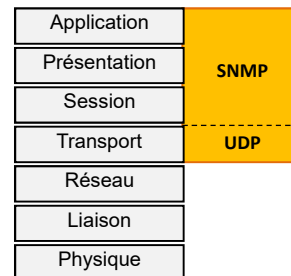 Application
Présentation
SNMP
Session
Transport
UDP
Réseau
Liaison
Physique